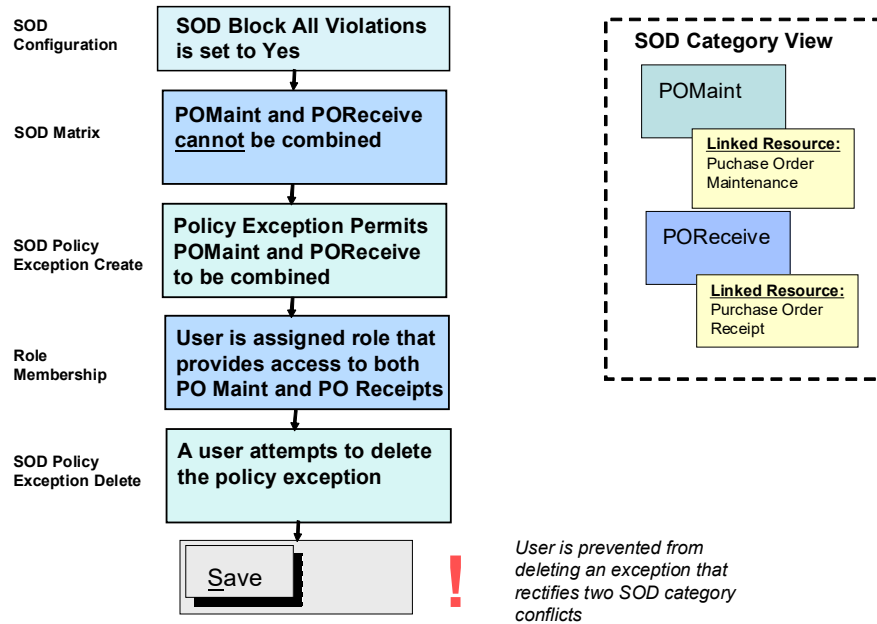 SOD
Configuration
SOD Block All Violations
is set to Yes
SOD Matrix
POMaint and POReceive
cannot be combined
SOD Policy
Exception Create
Policy Exception Permits
POMaint and POReceive
to be combined
Role
Membership
User is assigned role that
provides access to both
PO Maint and PO Receipts
SOD Policy
Exception Delete
A user attempts to delete
the policy exception
Save
!
User is prevented from
deleting an exception that
rectifies two SOD category
conflicts
SOD Category View
POMaint
Linked Resource:
Puchase Order
Maintenance
POReceive
Linked Resource:
Purchase Order
Receipt